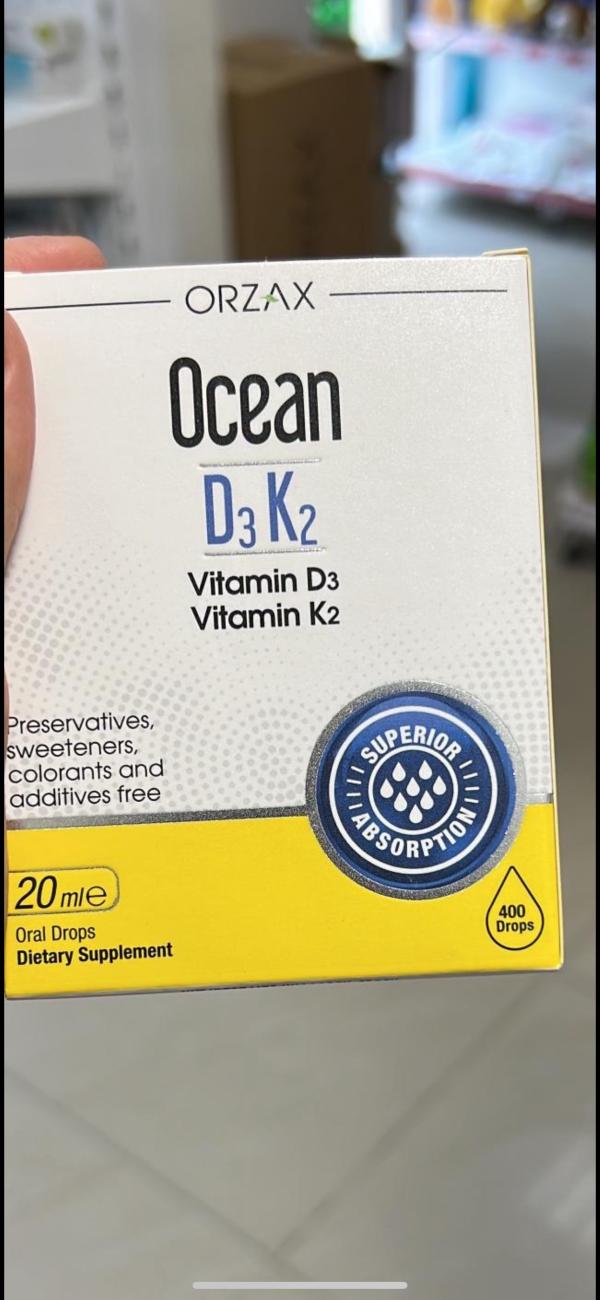 ORZAX
Ocean
D3 K2
Vitamin D3
Vitamin K2
Preservatives,
sweeteners,
colorants and
additives free
SUPERIOR
ABSORPTION
20 ml e
Oral Drops
Dietary Supplement
400
Drops